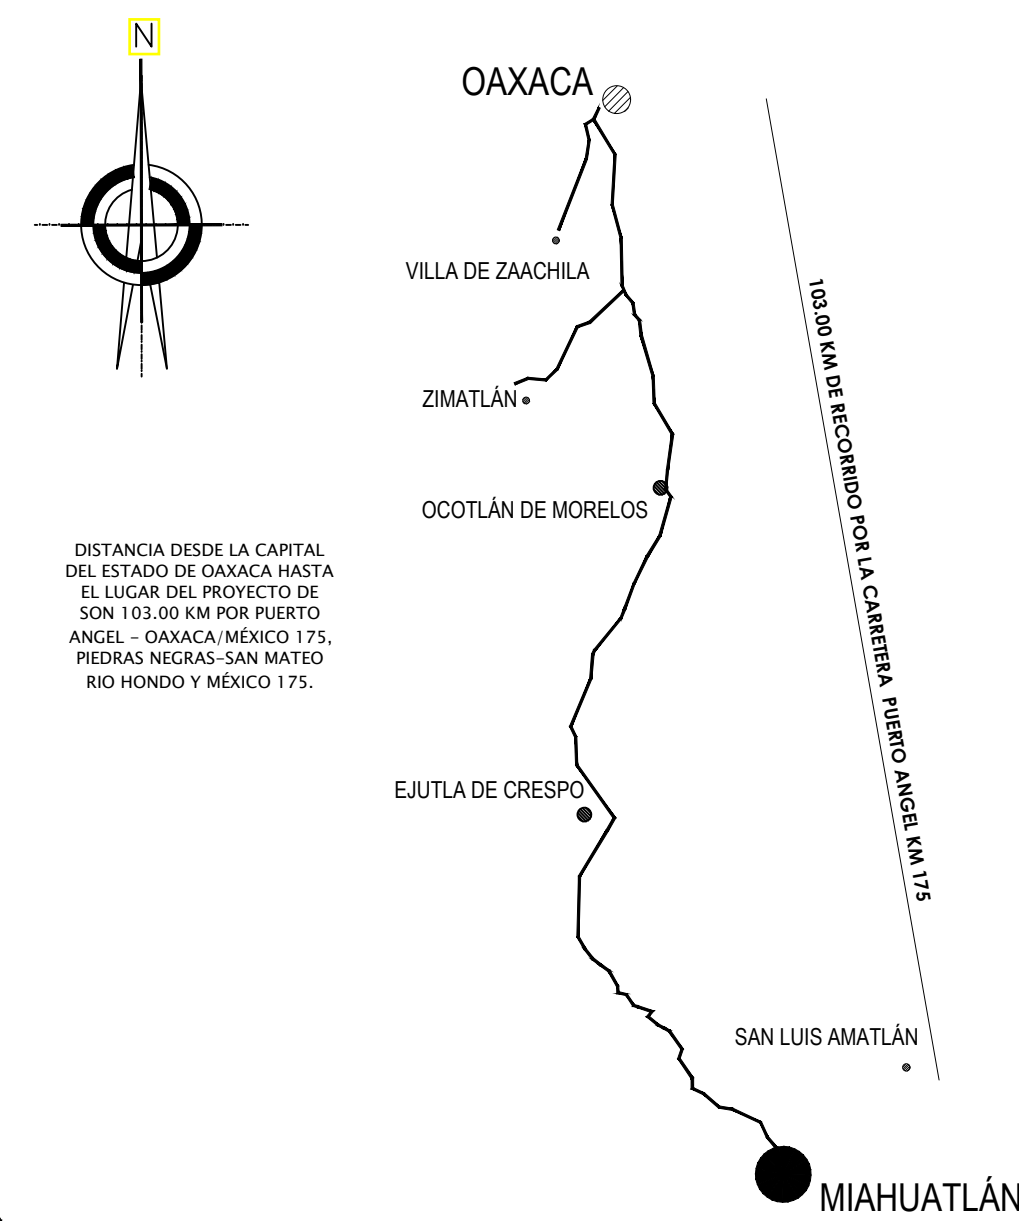 N
OAXACA
VILLA DE ZAACHILA
ZIMATLÁN
OCOTLÁN DE MORELOS
103.00 KM DE RECORRIDO POR LA CARRETERA PUERTO ANGEL KM 175
DISTANCIA DESDE LA CAPITAL
DEL ESTADO DE OAXACA HASTA
EL LUGAR DEL PROYECTO DE
SON 103.00 KM POR PUERTO
ANGEL - OAXACA/MÉXICO 175,
PIEDRAS NEGRAS-SAN MATEO
RIO HONDO Y MÉXICO 175.
EJUTLA DE CRESPO
SAN LUIS AMATLÁN
MIAHUATLÁN